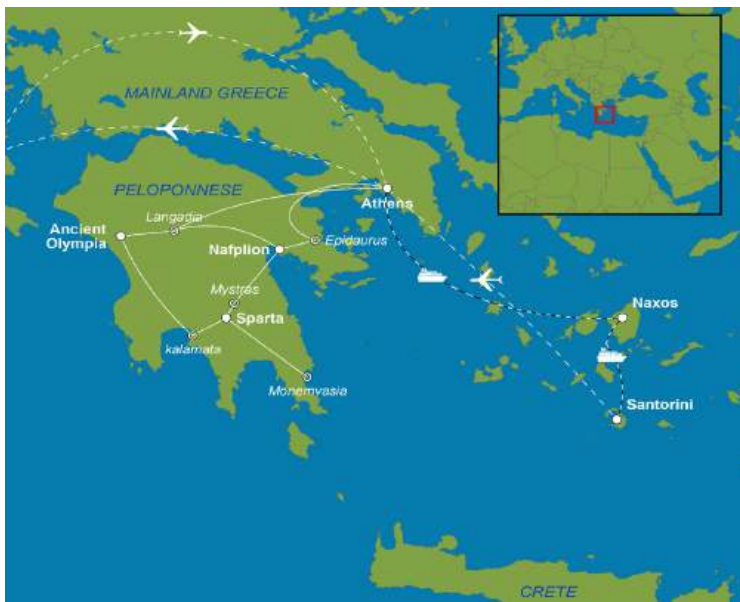 MAINLAND GREECE
PELOPONNESE
Athens
Langadia
Ancient
Olympia
Epidaurus
Nafplion
Mystras
Naxos
Sparta
kalamata
Monemvasia
Santorini
CRETE